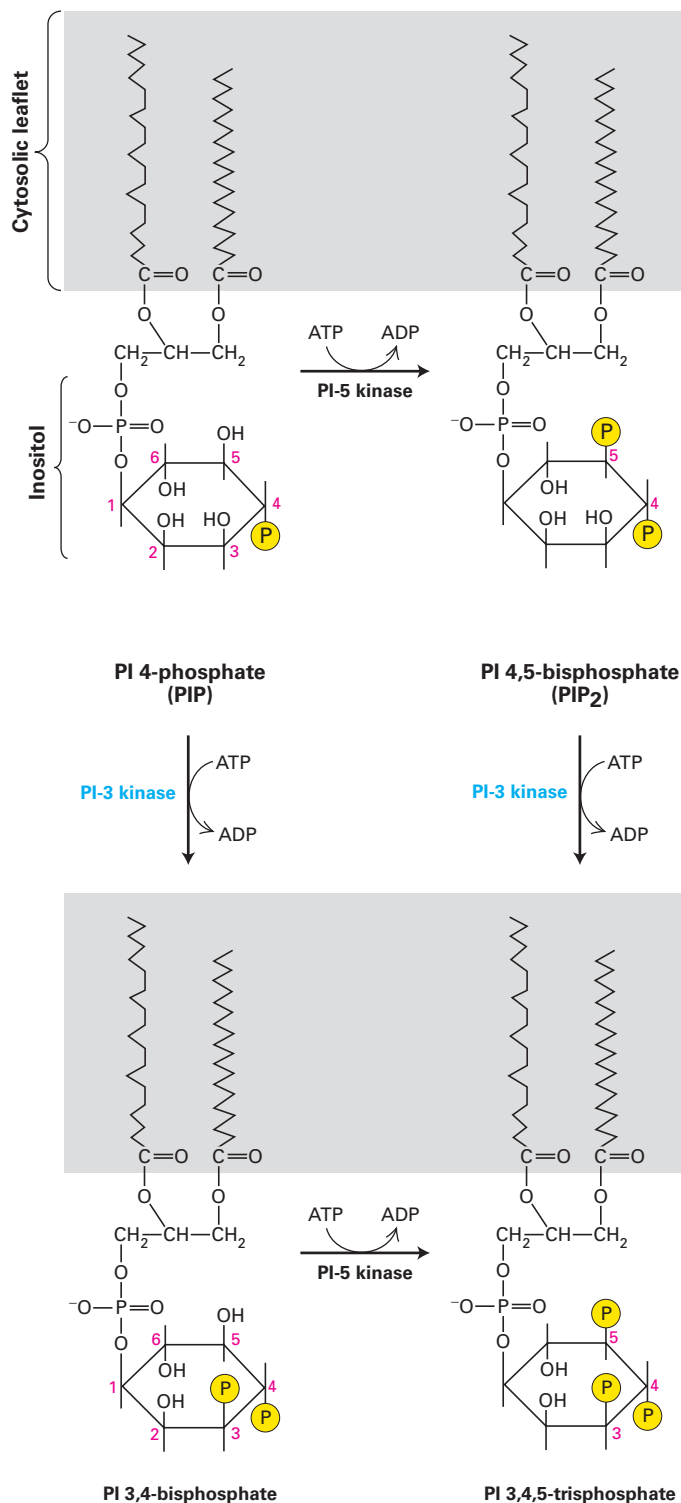 Cytosolic leaflet
C=O C=O C=O C=O
O O O O
CH2 CH CH2 CH2 CH CH2
ATP ADP
PI-5 kinase
Inositol
O O
–O P=O –O P=O
O O
OH P
6 5 5
OH OH
1 4 4
OH HO P OH HO P
2 3
PI 4-phosphate
(PIP)
PI 4,5-bisphosphate
(PIP2)
PI-3 kinase
ATP
ADP
PI-3 kinase
ATP
ADP
C=O C=O C=O C=O
O O O O
CH2 CH CH2 CH2 CH CH2
ATP ADP
PI-5 kinase
O O
–O P=O –O P=O
O O
OH P
6 5 5
OH OH
1 P 4 P 4
OH P OH P
2 3 3
PI 3,4-bisphosphate
PI 3,4,5-trisphosphate